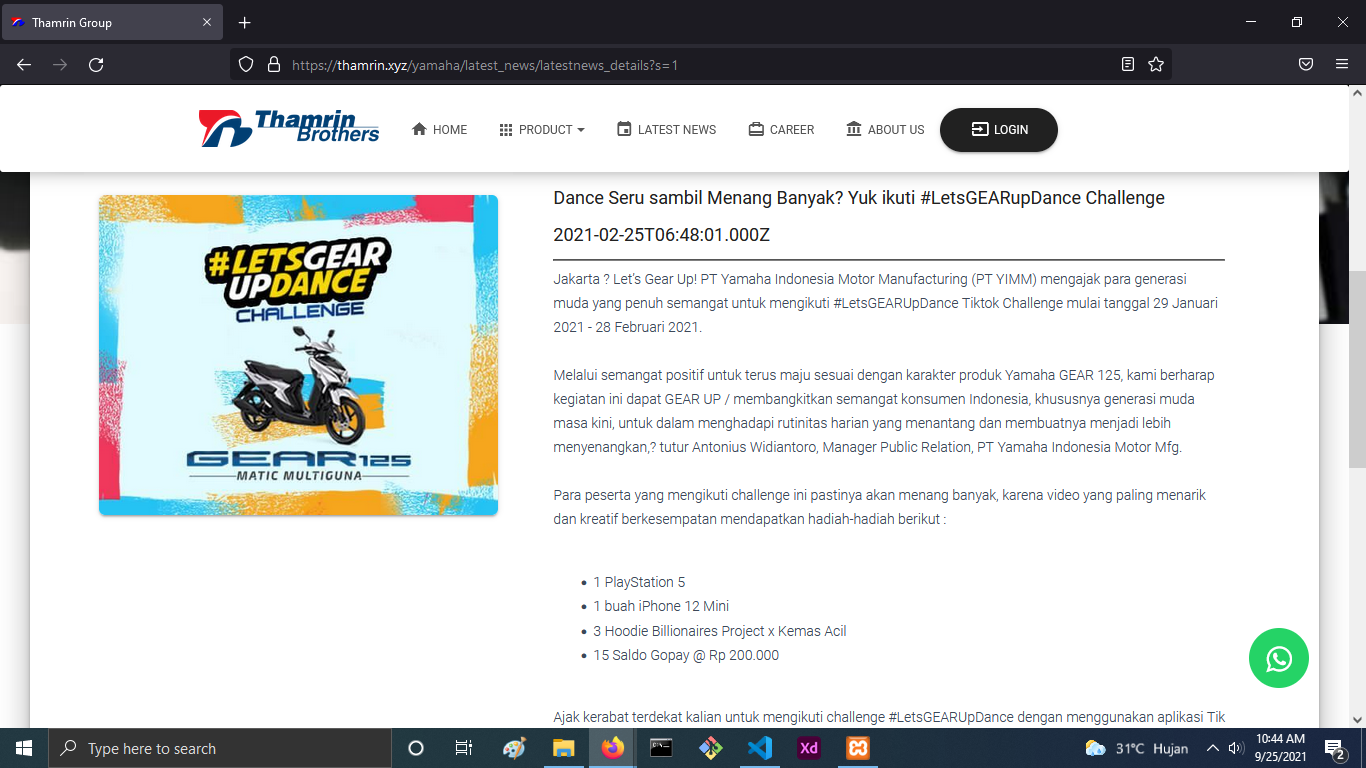 Thamrin Group
https://thamrin.xyz/yamaha/latest_news/latestnews_details?s=1
Thamrin
Brothers
HOME
PRODUCT
LATEST NEWS
CAREER
ABOUT US
LOGIN
#LETSGEAR
UPDANCE
CHALLENGE
GEAR125
MATIC MULTIGUNA
Dance Seru sambil Menang Banyak? Yuk ikuti #LetsGEARupDance Challenge
2021-02-25T06:48:01.000Z
Jakarta ? Let's Gear Up! PT Yamaha Indonesia Motor Manufacturing (PT YIMM) mengajak para generasi
muda yang penuh semangat untuk mengikuti #LetsGEARUpDance Tiktok Challenge mulai tanggal 29 Januari
2021 - 28 Februari 2021.
Melalui semangat positif untuk terus maju sesuai dengan karakter produk Yamaha GEAR 125, kami berharap
kegiatan ini dapat GEAR UP / membangkitkan semangat konsumen Indonesia, khususnya generasi muda
masa kini, untuk dalam menghadapi rutinitas harian yang menantang dan membuatnya menjadi lebih
menyenangkan,? tutur Antonius Widiantoro, Manager Public Relation, PT Yamaha Indonesia Motor Mfg.
Para peserta yang mengikuti challenge ini pastinya akan menang banyak, karena video yang paling menarik
dan kreatif berkesempatan mendapatkan hadiah-hadiah berikut :
• 1 PlayStation 5
• 1 buah iPhone 12 Mini
• 3 Hoodie Billionaires Project x Kemas Acil
• 15 Saldo Gopay @ Rp 200.000
Ajak kerabat terdekat kalian untuk mengikuti challenge #LetsGEARUpDance dengan menggunakan aplikasi Tik
Type here to search
Xd
31°C Hujan
10:44 AM
9/25/2021
2